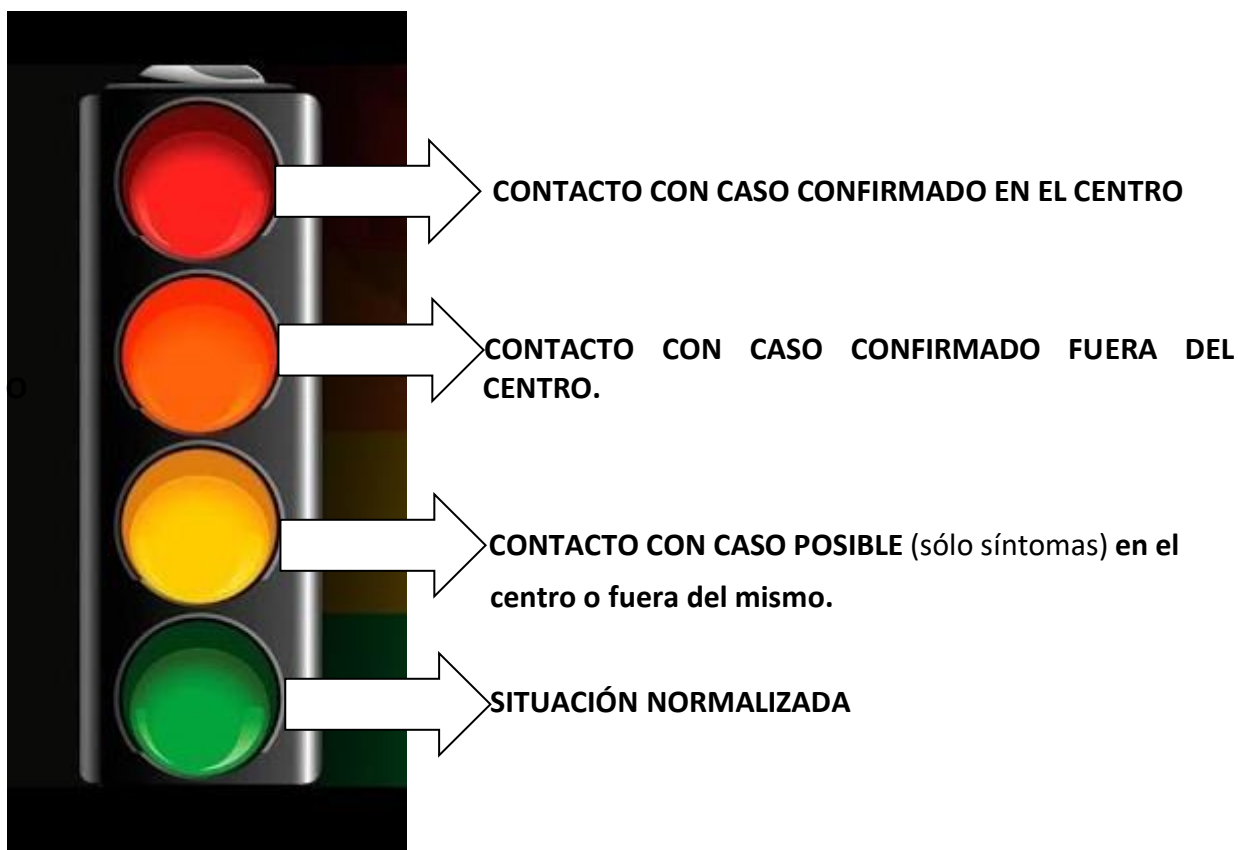 CONTACTO CON CASO CONFIRMADO EN EL CENTRO
CONTACTO CON CASO CONFIRMADO FUERA DEL
CENTRO.
O
CONTACTO CON CASO POSIBLE (sólo síntomas) en el
centro o fuera del mismo.
SITUACIÓN NORMALIZADA